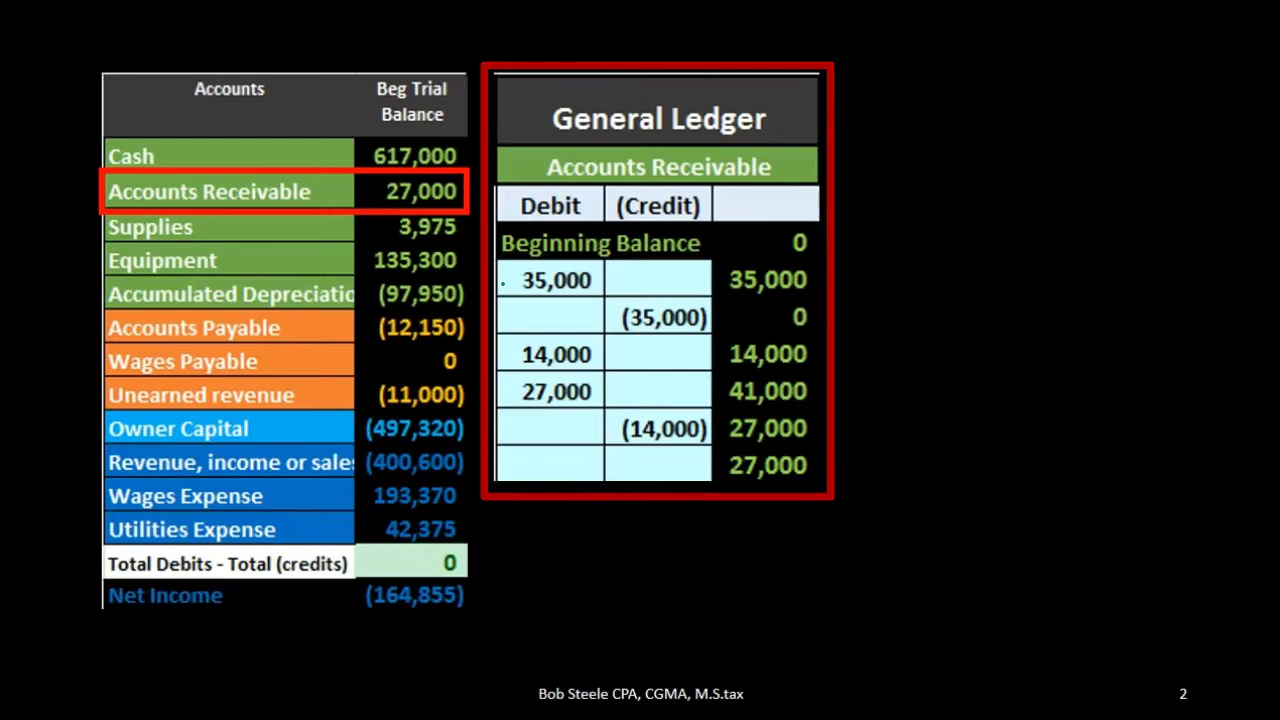 Accounts Beg Trial
Balance
Cash 617,000
Accounts Receivable 27,000
Supplies 3,975
Equipment 135,300
Accumulated Depreciatio (97,950)
Accounts Payable (12,150)
Wages Payable 0
Unearned revenue (11,000)
Owner Capital (497,320)
Revenue, income or sales (400,600)
Wages Expense 193,370
Utilities Expense 42,375
Total Debits - Total (credits) 0
Net Income (164,855)
General Ledger
Accounts Receivable
Debit (Credit)
Beginning Balance 0
35,000 35,000
(35,000) 0
14,000 14,000
27,000 41,000
(14,000) 27,000
27,000
Bob Steele CPA, CGMA, M.S.tax 2